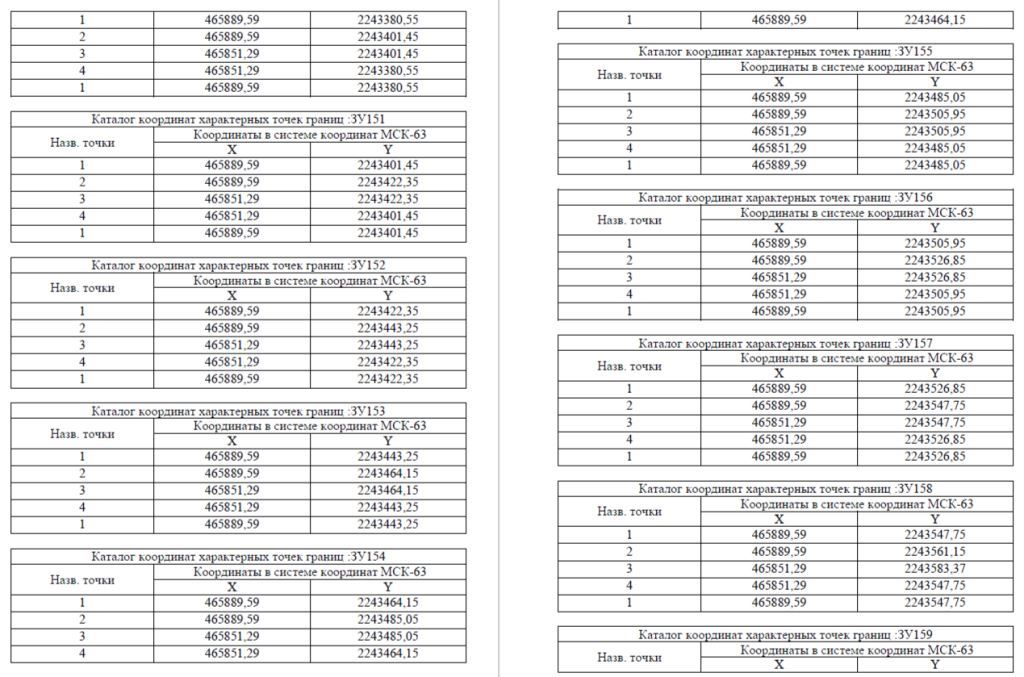 1 465889,59 2243380,55
2 465889,59 2243401,45
3 465851,29 2243401,45
4 465851,29 2243380,55
1 465889,59 2243380,55
Каталог координат характерных точек границ :ЗУ151
Назв. точки
Координаты в системе координат МСК-63
X Y
1 465889,59 2243401,45
2 465889,59 2243422,35
3 465851,29 2243422,35
4 465851,29 2243401,45
1 465889,59 2243401,45
Каталог координат характерных точек границ :ЗУ152
Назв. точки
Координаты в системе координат МСК-63
X Y
1 465889,59 2243422,35
2 465889,59 2243443,25
3 465851,29 2243443,25
4 465851,29 2243422,35
1 465889,59 2243422,35
Каталог координат характерных точек границ :ЗУ153
Назв. точки
Координаты в системе координат МСК-63
X Y
1 465889,59 2243443,25
2 465889,59 2243464,15
3 465851,29 2243464,15
4 465851,29 2243443,25
1 465889,59 2243443,25
Каталог координат характерных точек границ :ЗУ154
Назв. точки
Координаты в системе координат МСК-63
X Y
1 465889,59 2243464,15
2 465889,59 2243485,05
3 465851,29 2243485,05
4 465851,29 2243464,15
1 465889,59 2243464,15
Каталог координат характерных точек границ :ЗУ155
Назв. точки
Координаты в системе координат МСК-63
X Y
1 465889,59 2243485,05
2 465889,59 2243505,95
3 465851,29 2243505,95
4 465851,29 2243485,05
1 465889,59 2243485,05
Каталог координат характерных точек границ :ЗУ156
Назв. точки
Координаты в системе координат МСК-63
X Y
1 465889,59 2243505,95
2 465889,59 2243526,85
3 465851,29 2243526,85
4 465851,29 2243505,95
1 465889,59 2243505,95
Каталог координат характерных точек границ :ЗУ157
Назв. точки
Координаты в системе координат МСК-63
X Y
1 465889,59 2243526,85
2 465889,59 2243547,75
3 465851,29 2243547,75
4 465851,29 2243526,85
1 465889,59 2243526,85
Каталог координат характерных точек границ :ЗУ158
Назв. точки
Координаты в системе координат МСК-63
X Y
1 465889,59 2243547,75
2 465889,59 2243561,15
3 465851,29 2243583,37
4 465851,29 2243547,75
1 465889,59 2243547,75
Каталог координат характерных точек границ :ЗУ159
Назв. точки
Координаты в системе координат МСК-63
X Y